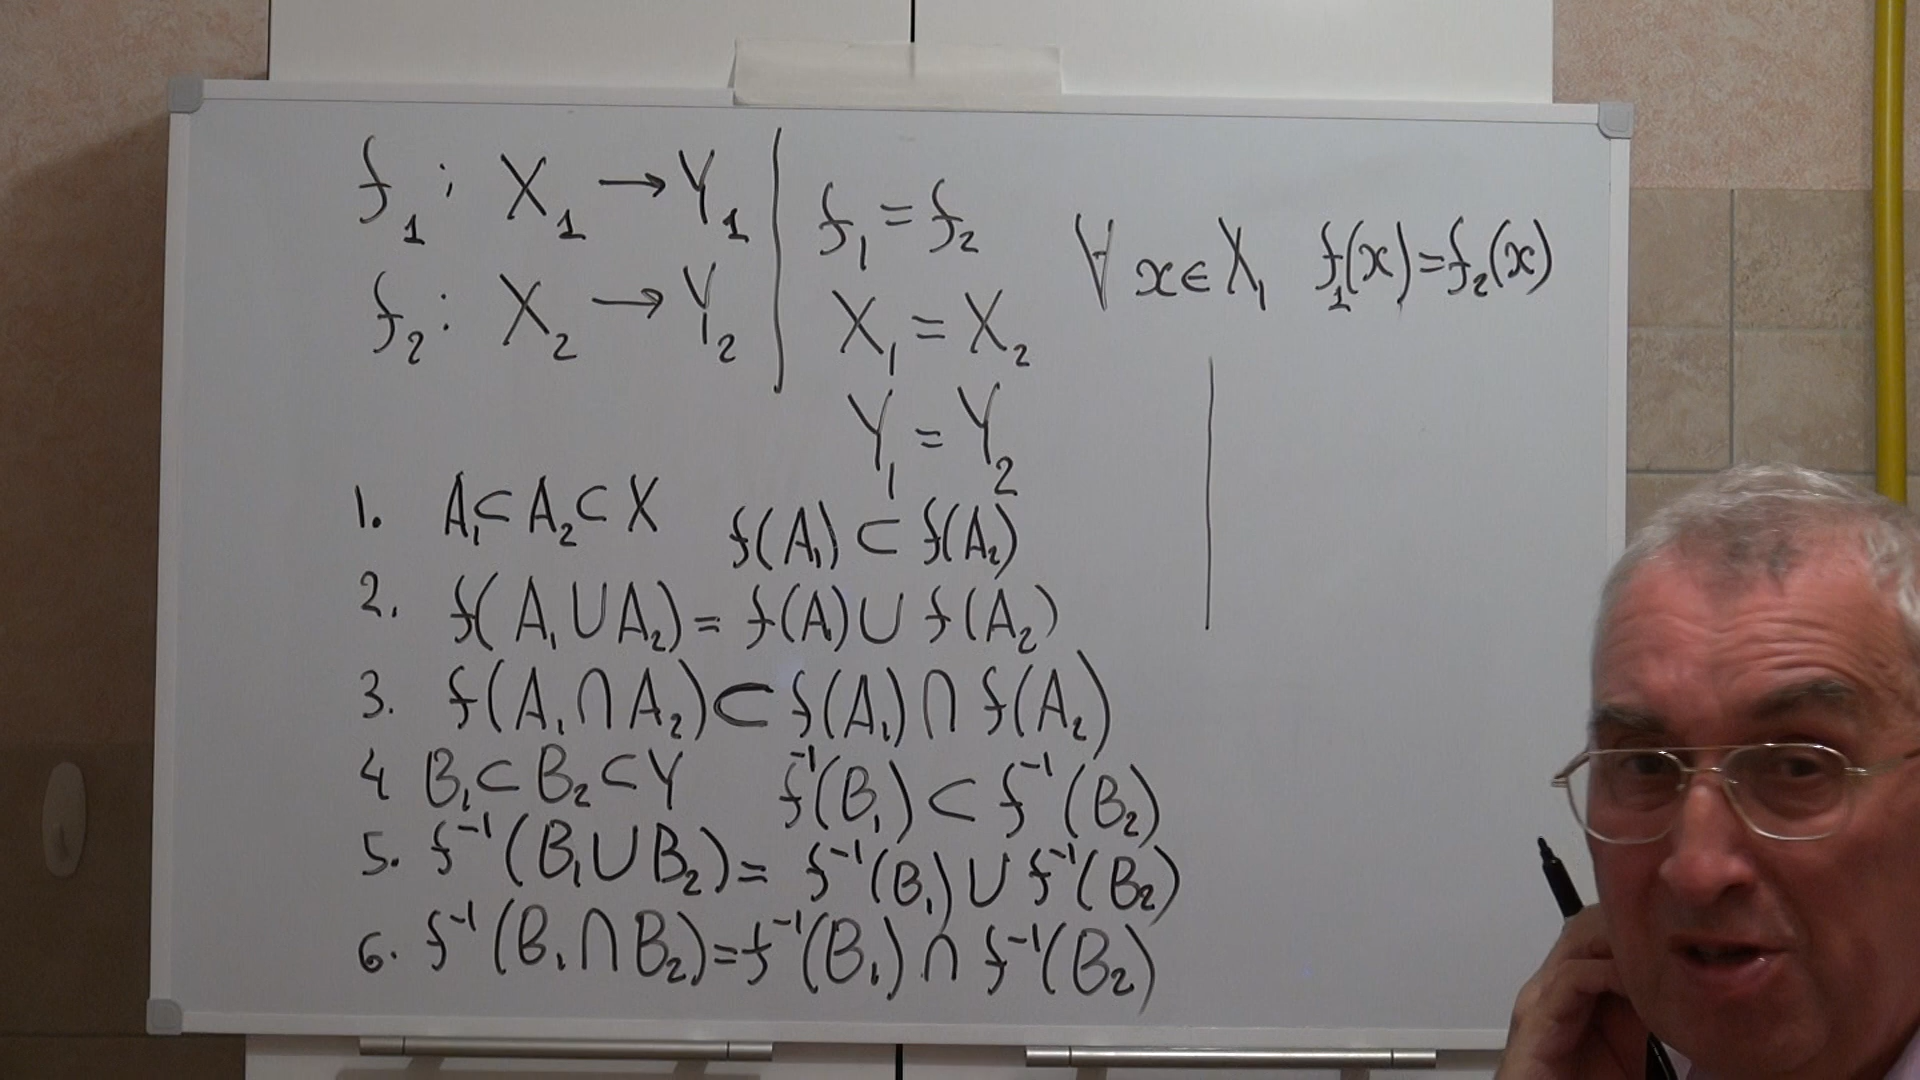 f₁ : X₁ → Y₁
f₂ : X₂ → Y₂
f₁ = f₂
X₁ = X₂
Y₁ = Y₂
∀ x ∈ X₁ f₁(x) = f₂(x)
1. A₁ ⊂ A₂ ⊂ X f(A₁) ⊂ f(A₂)
2. f(A₁ ∪ A₂) = f(A₁) ∪ f(A₂)
3. f(A₁ ∩ A₂) ⊂ f(A₁) ∩ f(A₂)
4 B₁ ⊂ B₂ ⊂ Y f⁻¹(B₁) ⊂ f⁻¹(B₂)
5. f⁻¹(B₁ ∪ B₂) = f⁻¹(B₁) ∪ f⁻¹(B₂)
6. f⁻¹(B₁ ∩ B₂) = f⁻¹(B₁) ∩ f⁻¹(B₂)